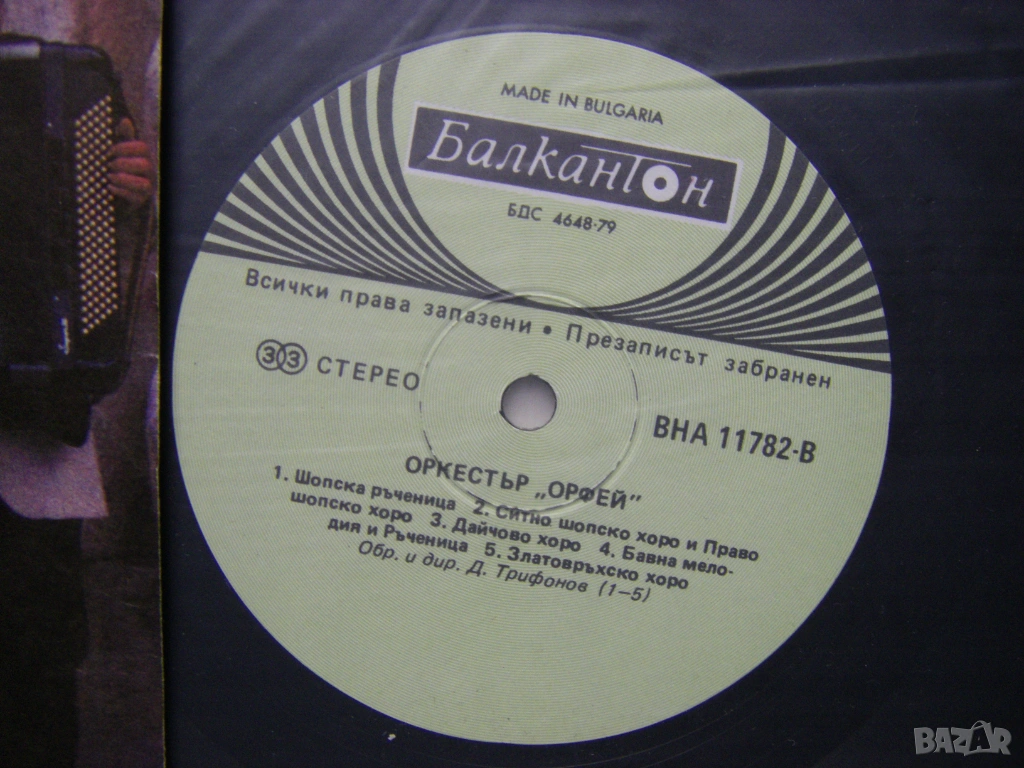 MADE IN BULGARIA
Балкантон
БДС 4648-79
Всички права запазени • Презаписът забранен
33 СТЕРЕО
ВНА 11782-В
ОРКЕСТЪР „ОРФЕЙ"
1. Шопска ръченица 2. Ситно шопско хоро и Право
шопско хоро 3. Дайчово хоро 4. Бавна мело-
дия и Ръченица 5. Златовръхско хоро
Обр. и дир. Д. Трифонов (1–5)
BAZAR